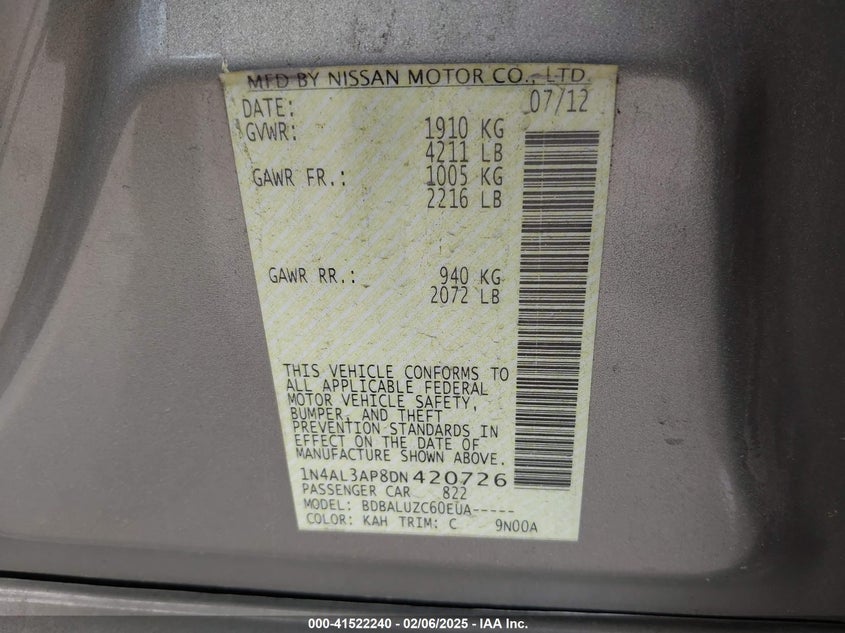 MFD BY NISSAN MOTOR CO., LTD.
DATE: 07/12
GVWR: 1910 KG
4211 LB
GAWR FR.: 1005 KG
2216 LB
GAWR RR.: 940 KG
2072 LB
THIS VEHICLE CONFORMS TO
ALL APPLICABLE FEDERAL
MOTOR VEHICLE SAFETY,
BUMPER, AND THEFT
PREVENTION STANDARDS IN
EFFECT ON THE DATE OF
MANUFACTURE SHOWN ABOVE.
1N4AL3AP8DN420726
PASSENGER CAR 822
MODEL: BDBALUZC60EUA-----
COLOR: KAH TRIM: C 9N00A
000-41522240 - 02/06/2025 - IAA Inc.